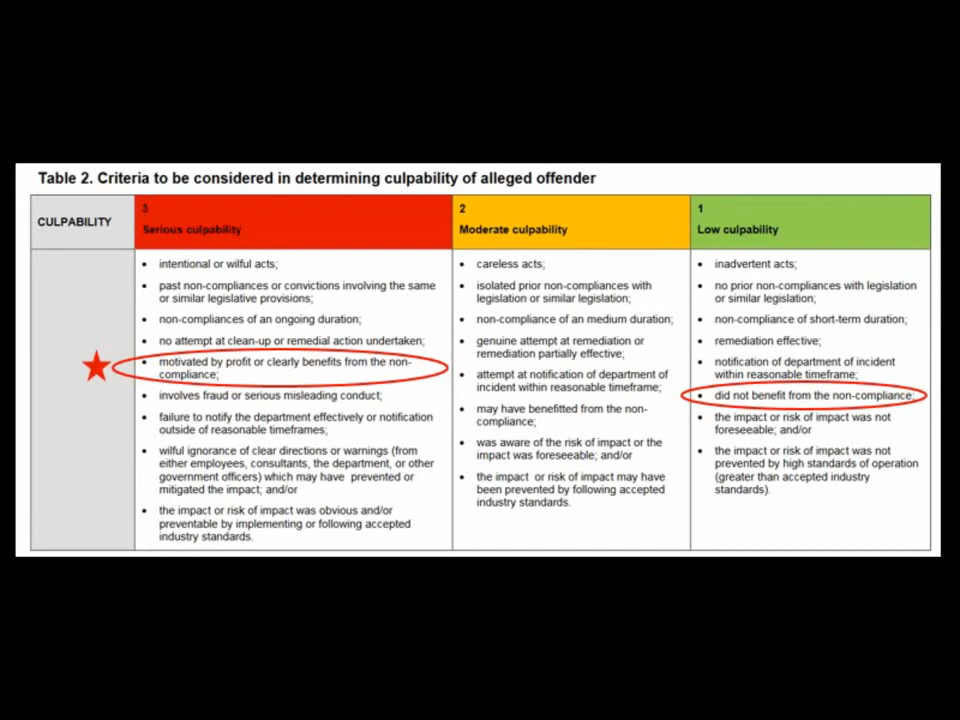 Table 2. Criteria to be considered in determining culpability of alleged offender
CULPABILITY
3
Serious culpability
2
Moderate culpability
1
Low culpability
• intentional or wilful acts;
• past non-compliances or convictions involving the same
or similar legislative provisions;
• non-compliances of an ongoing duration;
• no attempt at clean-up or remedial action undertaken;
• motivated by profit or clearly benefits from the non-
compliance;
• involves fraud or serious misleading conduct;
• failure to notify the department effectively or notification
outside of reasonable timeframes;
• wilful ignorance of clear directions or warnings (from
either employees, consultants, the department, or other
government officers) which may have prevented or
mitigated the impact; and/or
• the impact or risk of impact was obvious and/or
preventable by implementing or following accepted
industry standards.
• careless acts;
• isolated prior non-compliances with
legislation or similar legislation;
• non-compliance of an medium duration;
• genuine attempt at remediation or
remediation partially effective;
• attempt at notification of department of
incident within reasonable timeframe;
• may have benefitted from the non-
compliance;
• was aware of the risk of impact or the
impact was foreseeable; and/or
• the impact or risk of impact may have
been prevented by following accepted
industry standards.
• inadvertent acts;
• no prior non-compliances with legislation
or similar legislation;
• non-compliance of short-term duration;
• remediation effective;
• notification of department of incident
within reasonable timeframe;
• did not benefit from the non-compliance;
• the impact or risk of impact was not
foreseeable; and/or
• the impact or risk of impact was not
prevented by high standards of operation
(greater than accepted industry
standards).